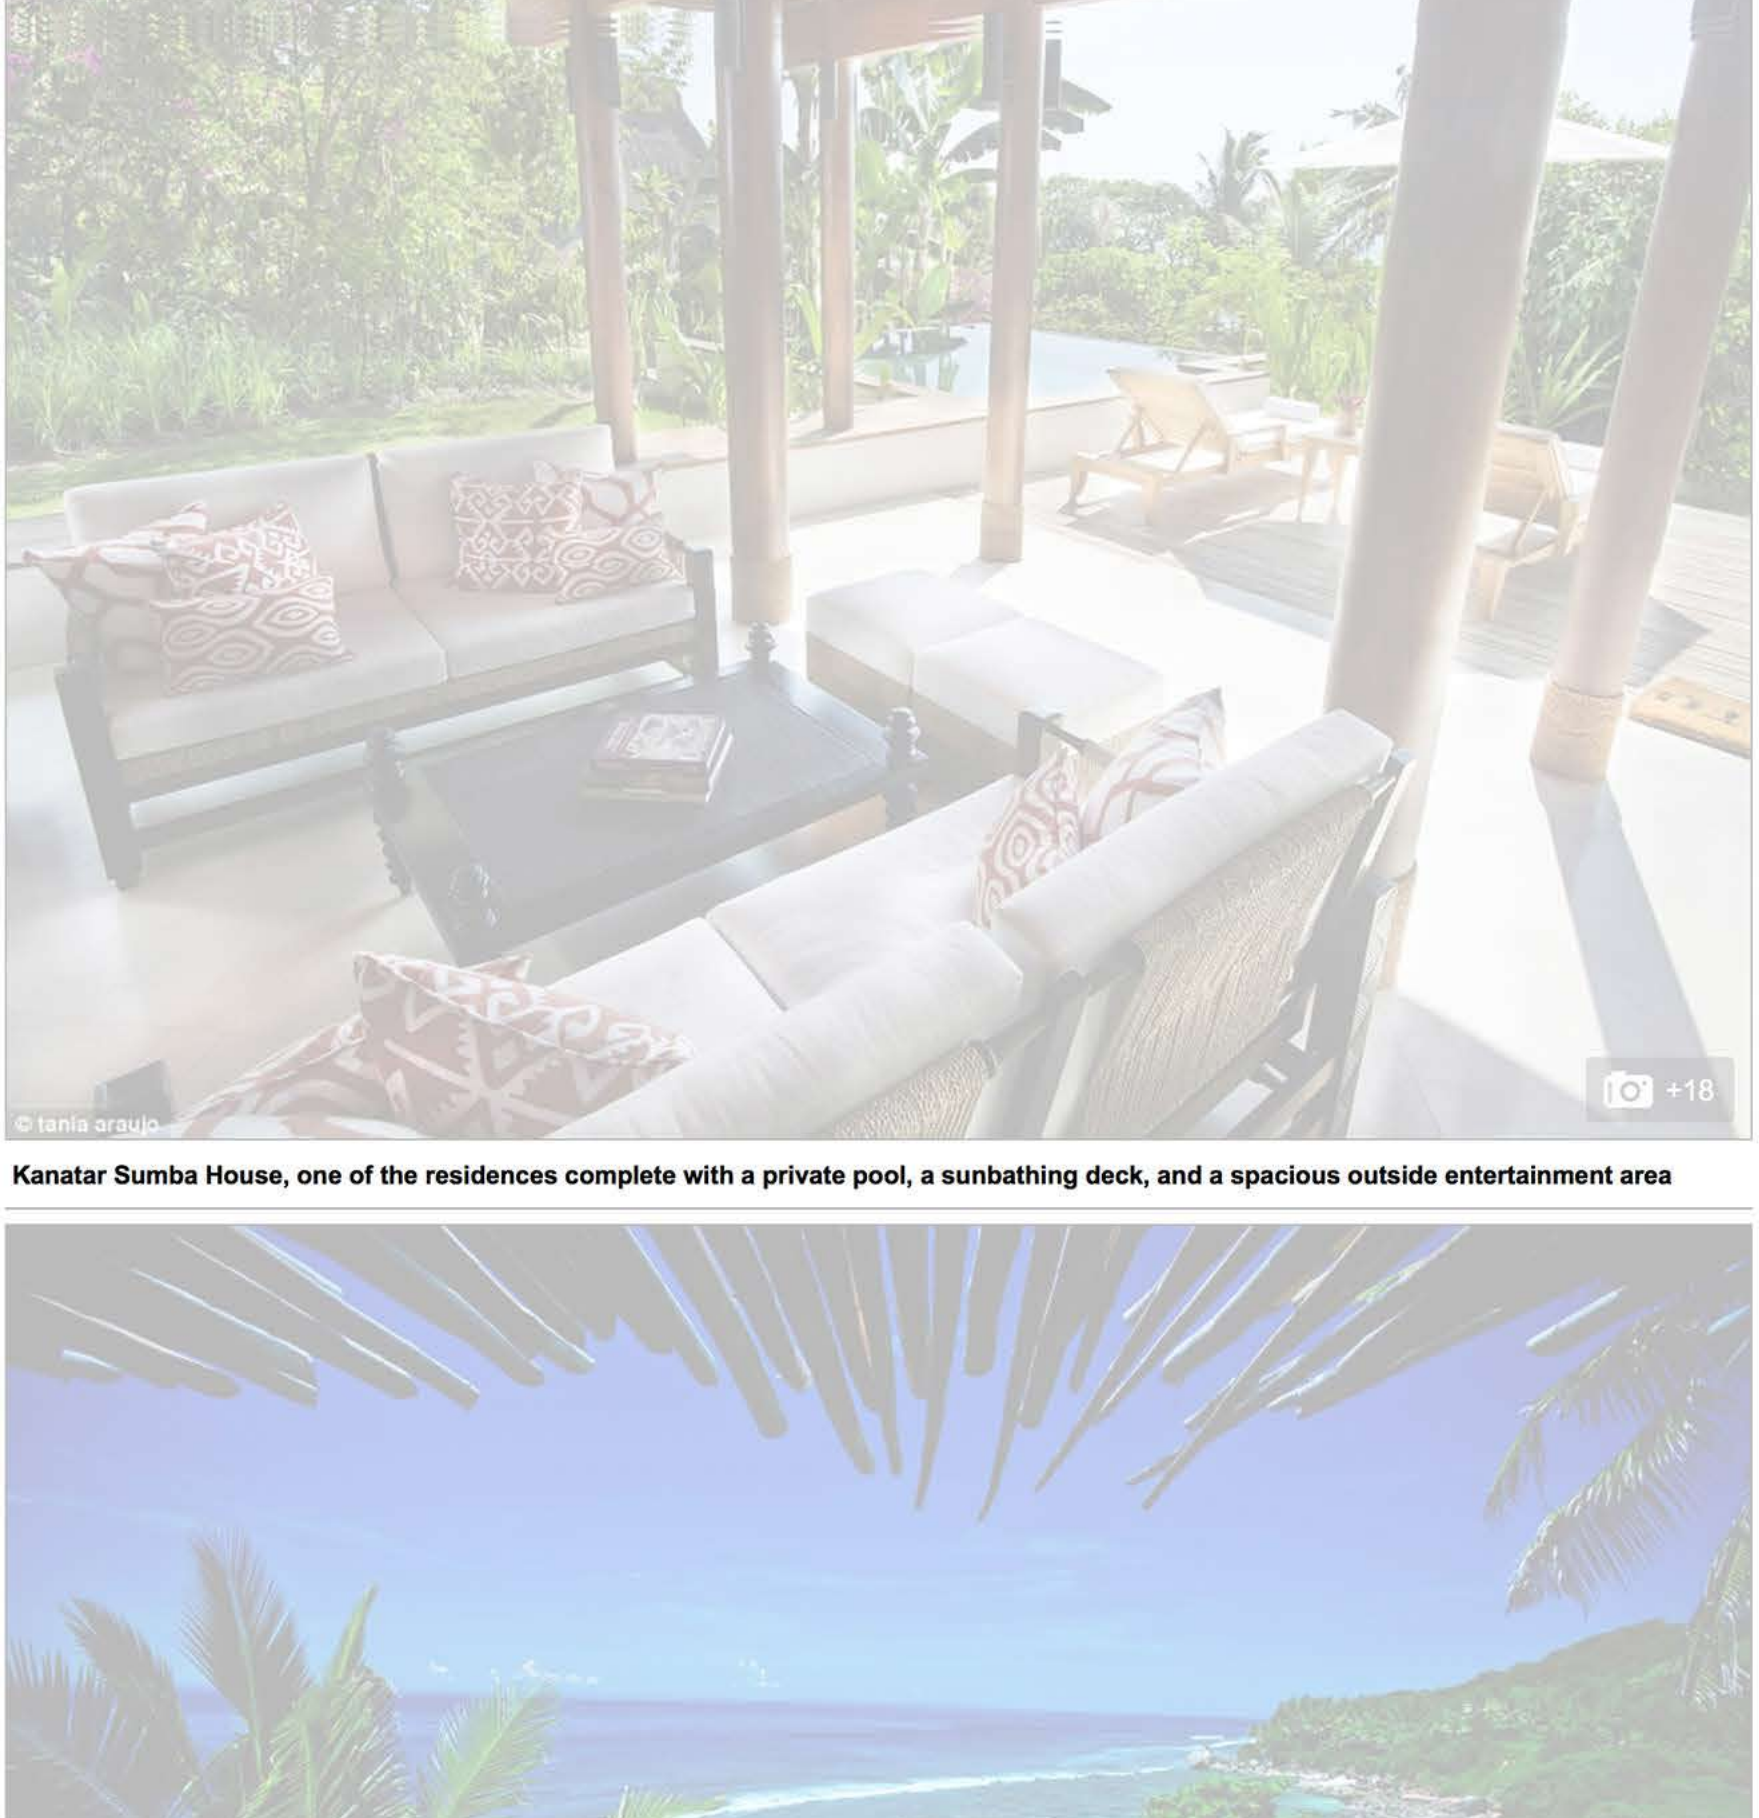 +18
© tania araujo
Kanatar Sumba House, one of the residences complete with a private pool, a sunbathing deck, and a spacious outside entertainment area